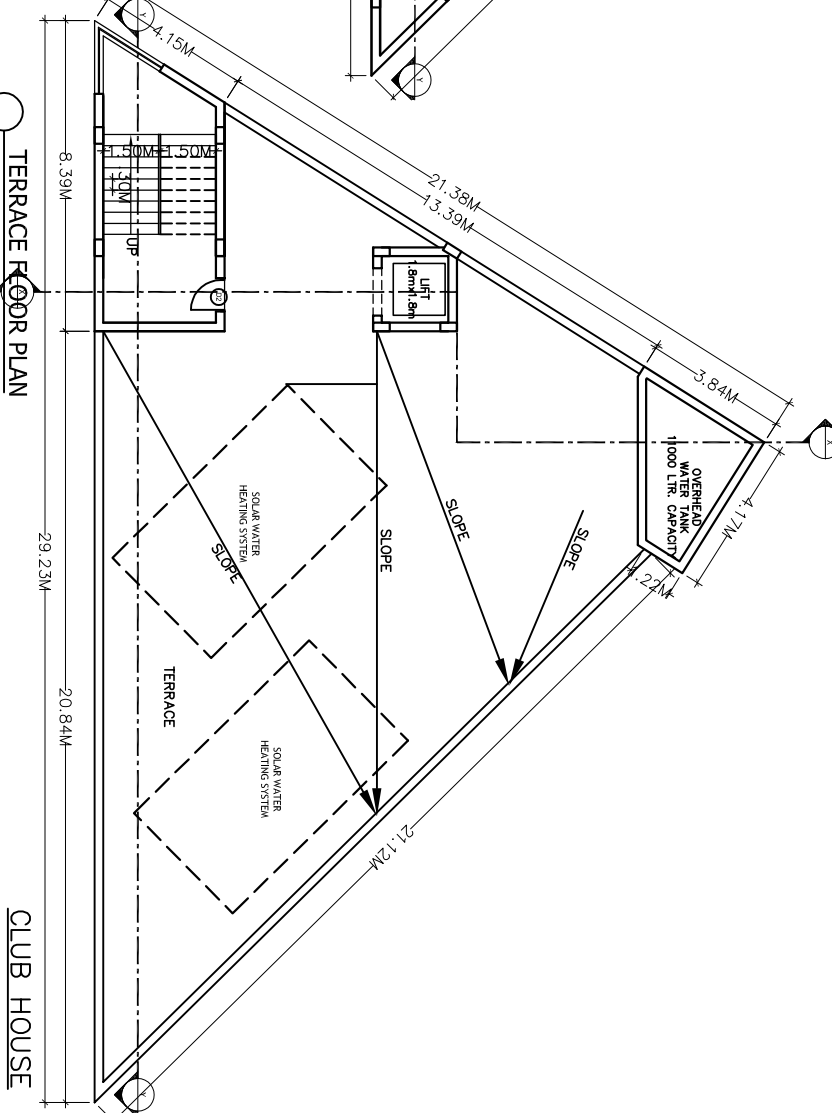 TERRACE FLOOR PLAN
CLUB HOUSE
4.15M
21.38M
13.39M
3.84M
4.17M
1.22M
21.12M
8.39M
29.23M
20.84M
1.50M
1.50M
.30M
UP
D2
LIFT
1.8mx1.8m
OVERHEAD
WATER TANK
11000 LTR. CAPACITY
SLOPE
SLOPE
SLOPE
SLOPE
SOLAR WATER
HEATING SYSTEM
SOLAR WATER
HEATING SYSTEM
TERRACE
Y
Y
X
X
Y